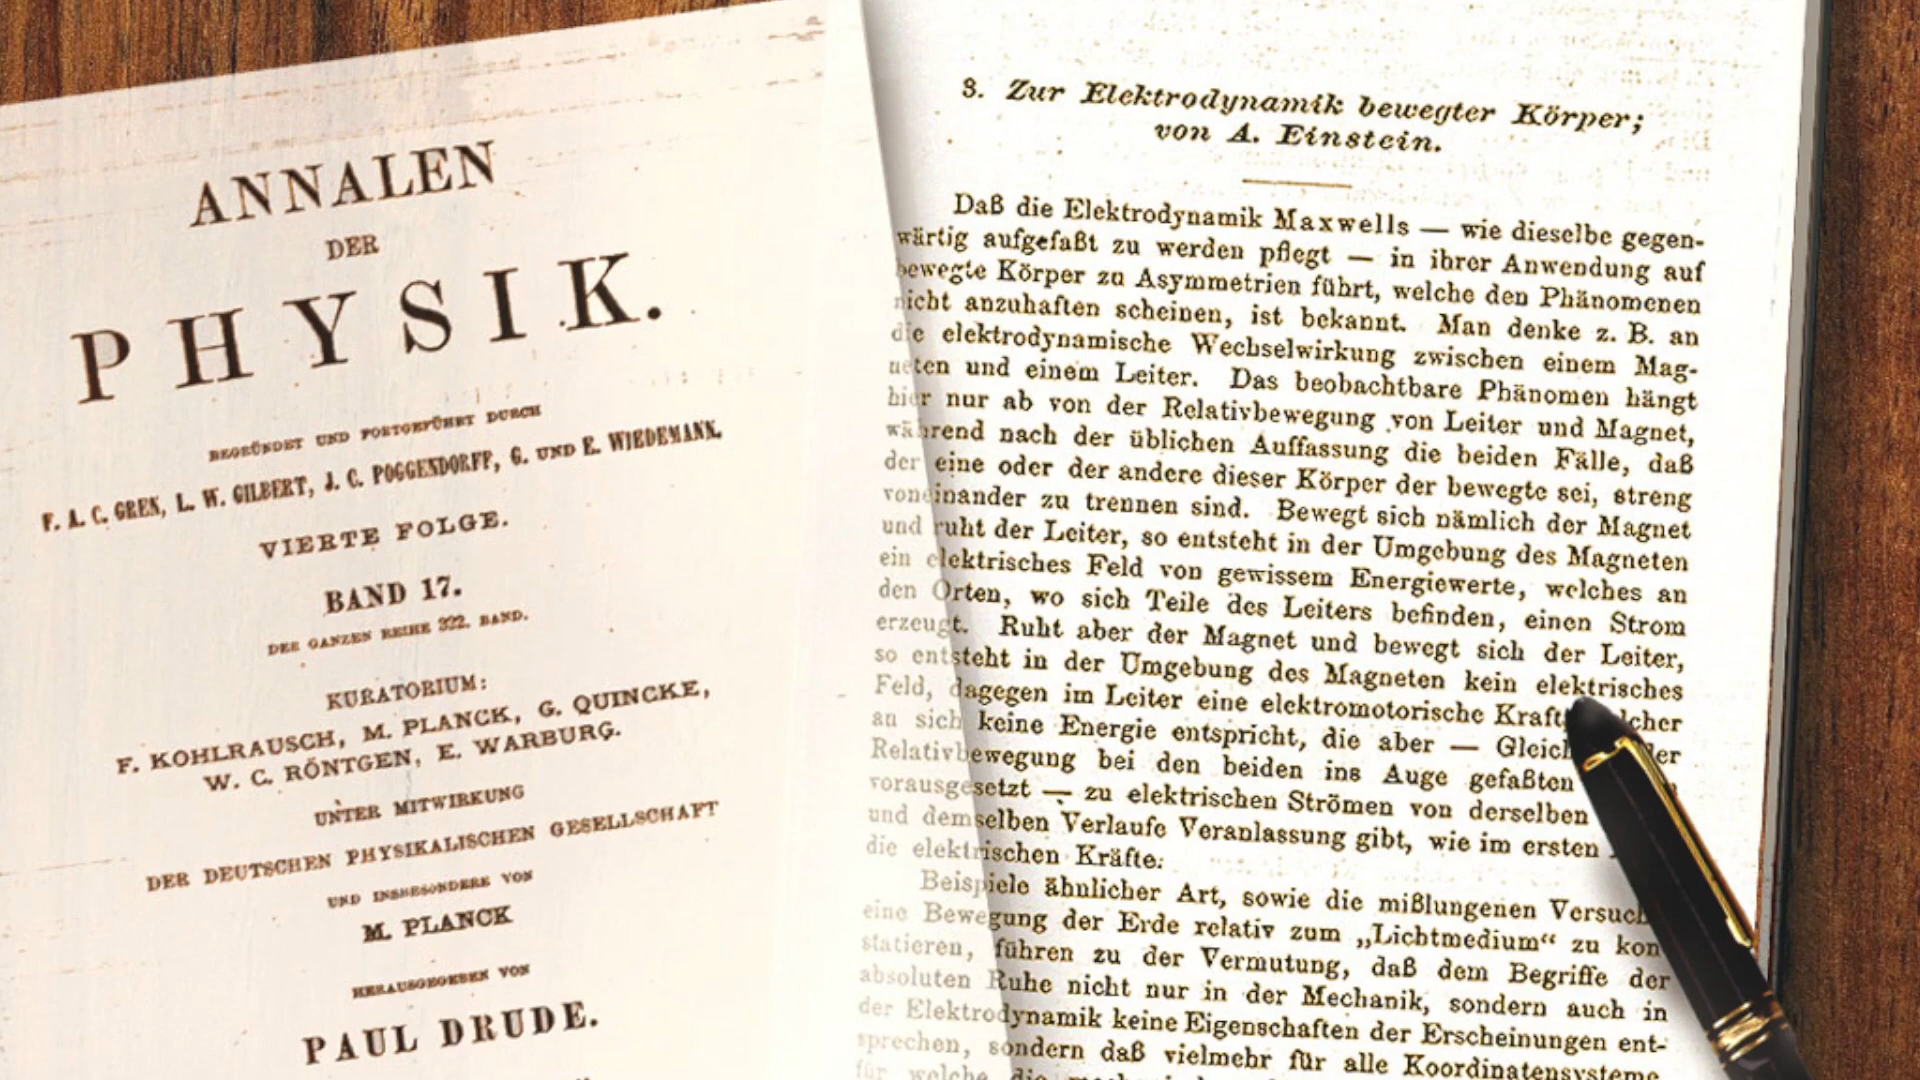 ANNALEN
DER
PHYSIK.
BEGRÜNDET UND FORTGEFÜHRT DURCH
F. A. C. GREN, L. W. GILBERT, J. C. POGGENDORFF, G. UND E. WIEDEMANN.
VIERTE FOLGE.
BAND 17.
DER GANZEN REIHE 322. BAND.
KURATORIUM:
F. KOHLRAUSCH, M. PLANCK, G. QUINCKE,
W. C. RÖNTGEN, E. WARBURG.
UNTER MITWIRKUNG
DER DEUTSCHEN PHYSIKALISCHEN GESELLSCHAFT
UND INSBESONDERE VON
M. PLANCK
HERAUSGEGEBEN VON
PAUL DRUDE.
3. Zur Elektrodynamik bewegter Körper;
von A. Einstein.
Daß die Elektrodynamik Maxwells — wie dieselbe gegen-
wärtig aufgefaßt zu werden pflegt — in ihrer Anwendung auf
bewegte Körper zu Asymmetrien führt, welche den Phänomenen
nicht anzuhaften scheinen, ist bekannt. Man denke z. B. an
die elektrodynamische Wechselwirkung zwischen einem Mag-
neten und einem Leiter. Das beobachtbare Phänomen hängt
hier nur ab von der Relativbewegung von Leiter und Magnet,
während nach der üblichen Auffassung die beiden Fälle, daß
der eine oder der andere dieser Körper der bewegte sei, streng
voneinander zu trennen sind. Bewegt sich nämlich der Magnet
und ruht der Leiter, so entsteht in der Umgebung des Magneten
ein elektrisches Feld von gewissem Energiewerte, welches an
den Orten, wo sich Teile des Leiters befinden, einen Strom
erzeugt. Ruht aber der Magnet und bewegt sich der Leiter,
so entsteht in der Umgebung des Magneten kein elektrisches
Feld, dagegen im Leiter eine elektromotorische Kraft
an sich keine Energie entspricht, die aber —
Relativbewegung bei den beiden ins Auge gefaßten
vorausgesetzt — zu elektrischen Strömen von derselben
und demselben Verlaufe Veranlassung gibt, wie im ersten
die elektrischen Kräfte.
Beispiele ähnlicher Art, sowie die mißlungenen
eine Bewegung der Erde relativ zum „Lichtmedium“ zu kon-
statieren, führen zu der Vermutung, daß dem Begriffe der
absoluten Ruhe nicht nur in der Mechanik, sondern auch in
der Elektrodynamik keine Eigenschaften der Erscheinungen ent-
sprechen, sondern daß vielmehr für alle Koordinatensysteme,
für welche die